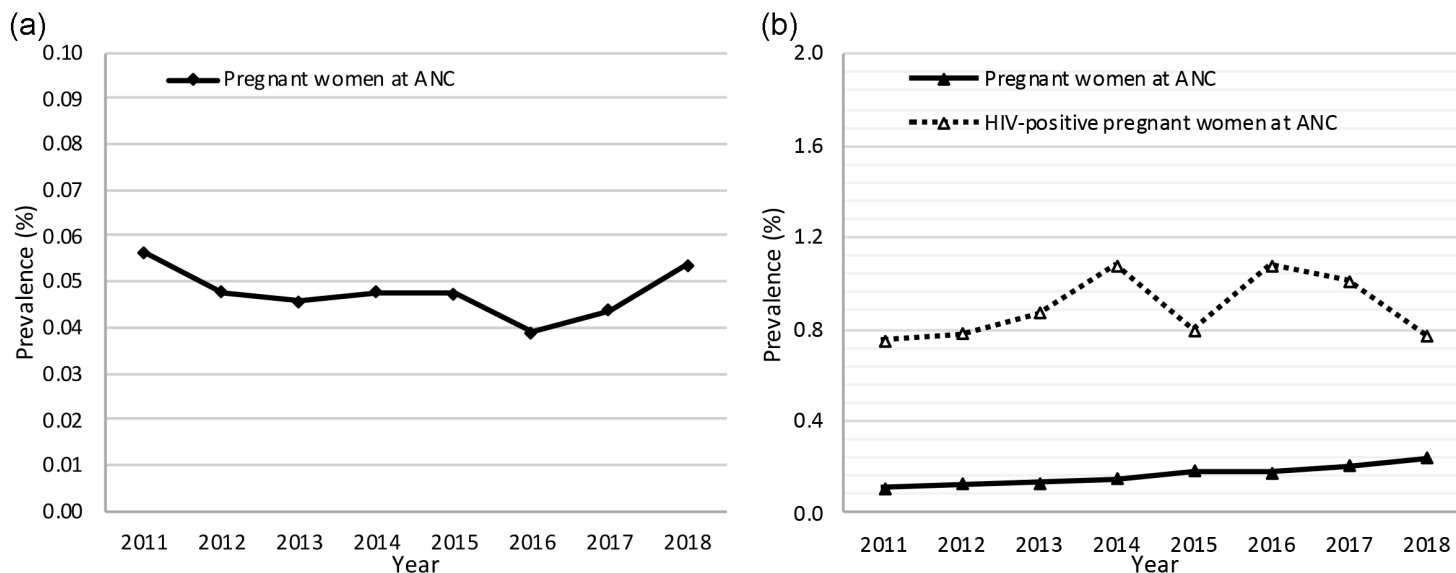 (a)
0.10
0.09
0.08
0.07
0.06
0.05
0.04
0.03
0.02
0.01
0.00
Prevalence (%)
Pregnant women at ANC
2011 2012 2013 2014 2015 2016 2017 2018
Year
(b)
2.0
1.6
1.2
0.8
0.4
0.0
Prevalence (%)
Pregnant women at ANC
HIV-positive pregnant women at ANC
2011 2012 2013 2014 2015 2016 2017 2018
Year